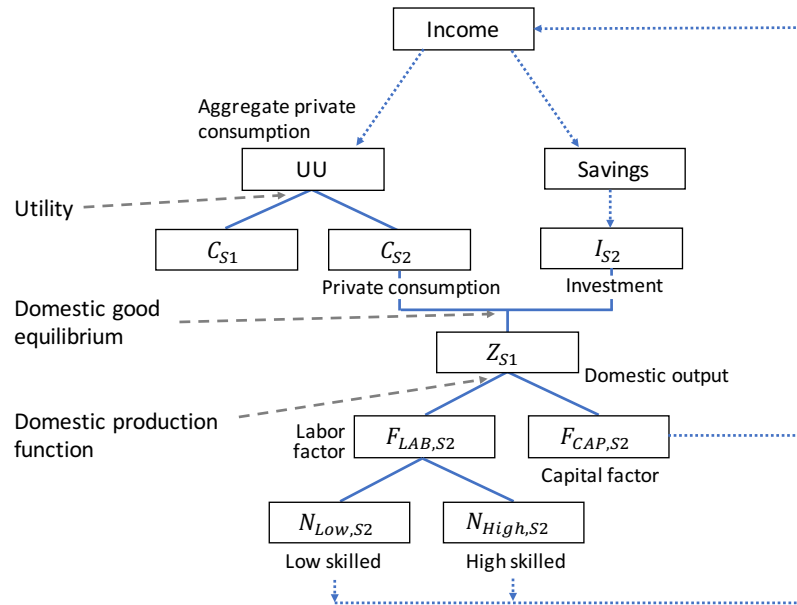 Income
Aggregate private
consumption
UU
Savings
Utility
C_{S1}
C_{S2}
I_{S2}
Private consumption
Investment
Domestic good
equilibrium
Z_{S1}
Domestic output
Domestic production
function
Labor
factor
F_{LAB,S2}
F_{CAP,S2}
Capital factor
N_{Low,S2}
N_{High,S2}
Low skilled
High skilled